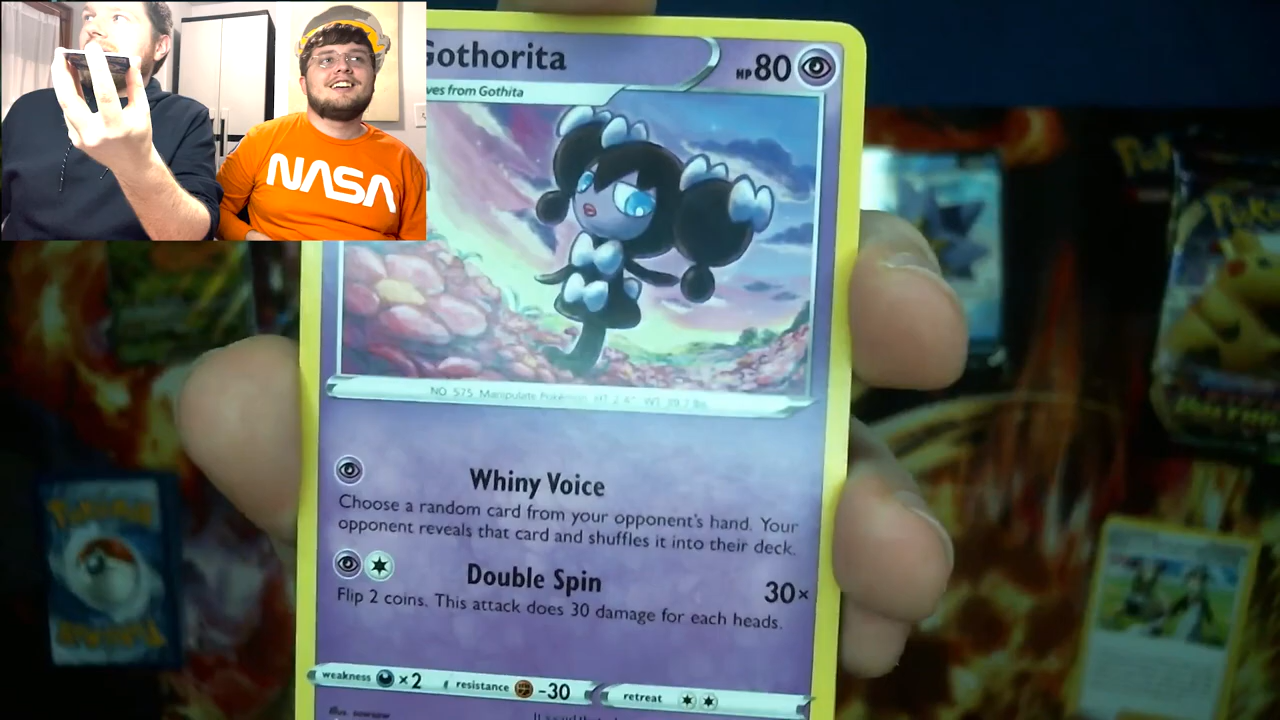 Gothorita
HP 80
ves from Gothita
NASA
NO. 575 Manipulate Pokémon HT 2'4" WT 39.7 lbs
Whiny Voice
Choose a random card from your opponent's hand. Your
opponent reveals that card and shuffles it into their deck.
Double Spin 30×
Flip 2 coins. This attack does 30 damage for each heads.
weakness ×2 resistance -30 retreat
Pokémon